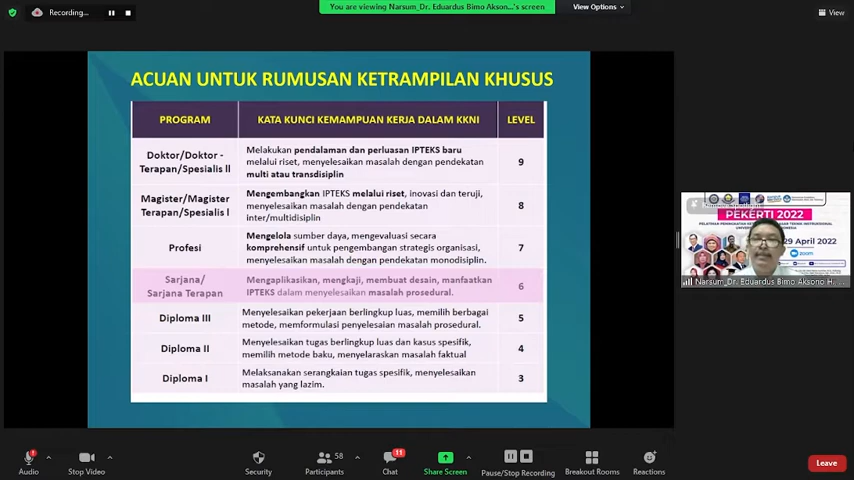 Recording...
You are viewing Narsum_Dr. Eduardus Bimo Akson...'s screen
View Options
View
ACUAN UNTUK RUMUSAN KETRAMPILAN KHUSUS
PROGRAM
KATA KUNCI KEMAMPUAN KERJA DALAM KKNI
LEVEL
Doktor/Doktor -
Terapan/Spesialis II
Melakukan pendalaman dan perluasan IPTEKS baru
melalui riset, menyelesaikan masalah dengan pendekatan
multi atau transdisiplin
9
Magister/Magister
Terapan/Spesialis I
Mengembangkan IPTEKS melalui riset, inovasi dan teruji,
menyelesaikan masalah dengan pendekatan
inter/multidisiplin
8
Profesi
Mengelola sumber daya, mengevaluasi secara
komprehensif untuk pengembangan strategis organisasi,
menyelesaikan masalah dengan pendekatan monodisiplin.
7
Sarjana/
Sarjana Terapan
Mengaplikasikan, mengkaji, membuat desain, manfaatkan
IPTEKS dalam menyelesaikan masalah prosedural.
6
Diploma III
Menyelesaikan pekerjaan berlingkup luas, memilih berbagai
metode, memformulasi penyelesaian masalah prosedural.
5
Diploma II
Menyelesaikan tugas berlingkup luas dan kasus spesifik,
memilih metode baku, menyelaraskan masalah faktual
4
Diploma I
Melaksanakan serangkaian tugas spesifik, menyelesaikan
masalah yang lazim.
3
PEKERTI 2022
29 April 2022
zoom
Narsum_Dr. Eduardus Bimo Aksono H...
Audio
Stop Video
Security
58
Participants
11
Chat
Share Screen
Pause/Stop Recording
Breakout Rooms
Reactions
Leave